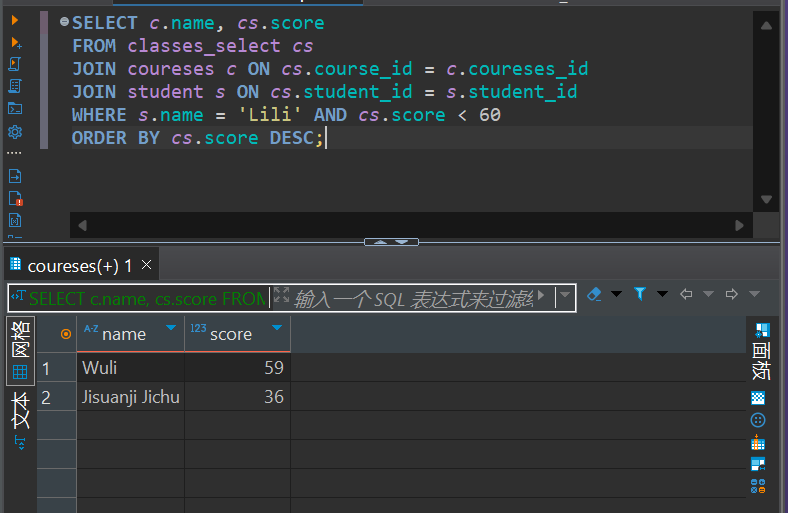 SELECT c.name, cs.score
FROM classes_select cs
JOIN coureses c ON cs.course_id = c.coureses_id
JOIN student s ON cs.student_id = s.student_id
WHERE s.name = 'Lili' AND cs.score < 60
ORDER BY cs.score DESC;
coureses(+) 1
SELECT c.name, cs.score FROM
输入一个 SQL 表达式来过滤结
网格
文本
A-Z name
123 score
1 Wuli 59
2 Jisuanji Jichu 36
面板